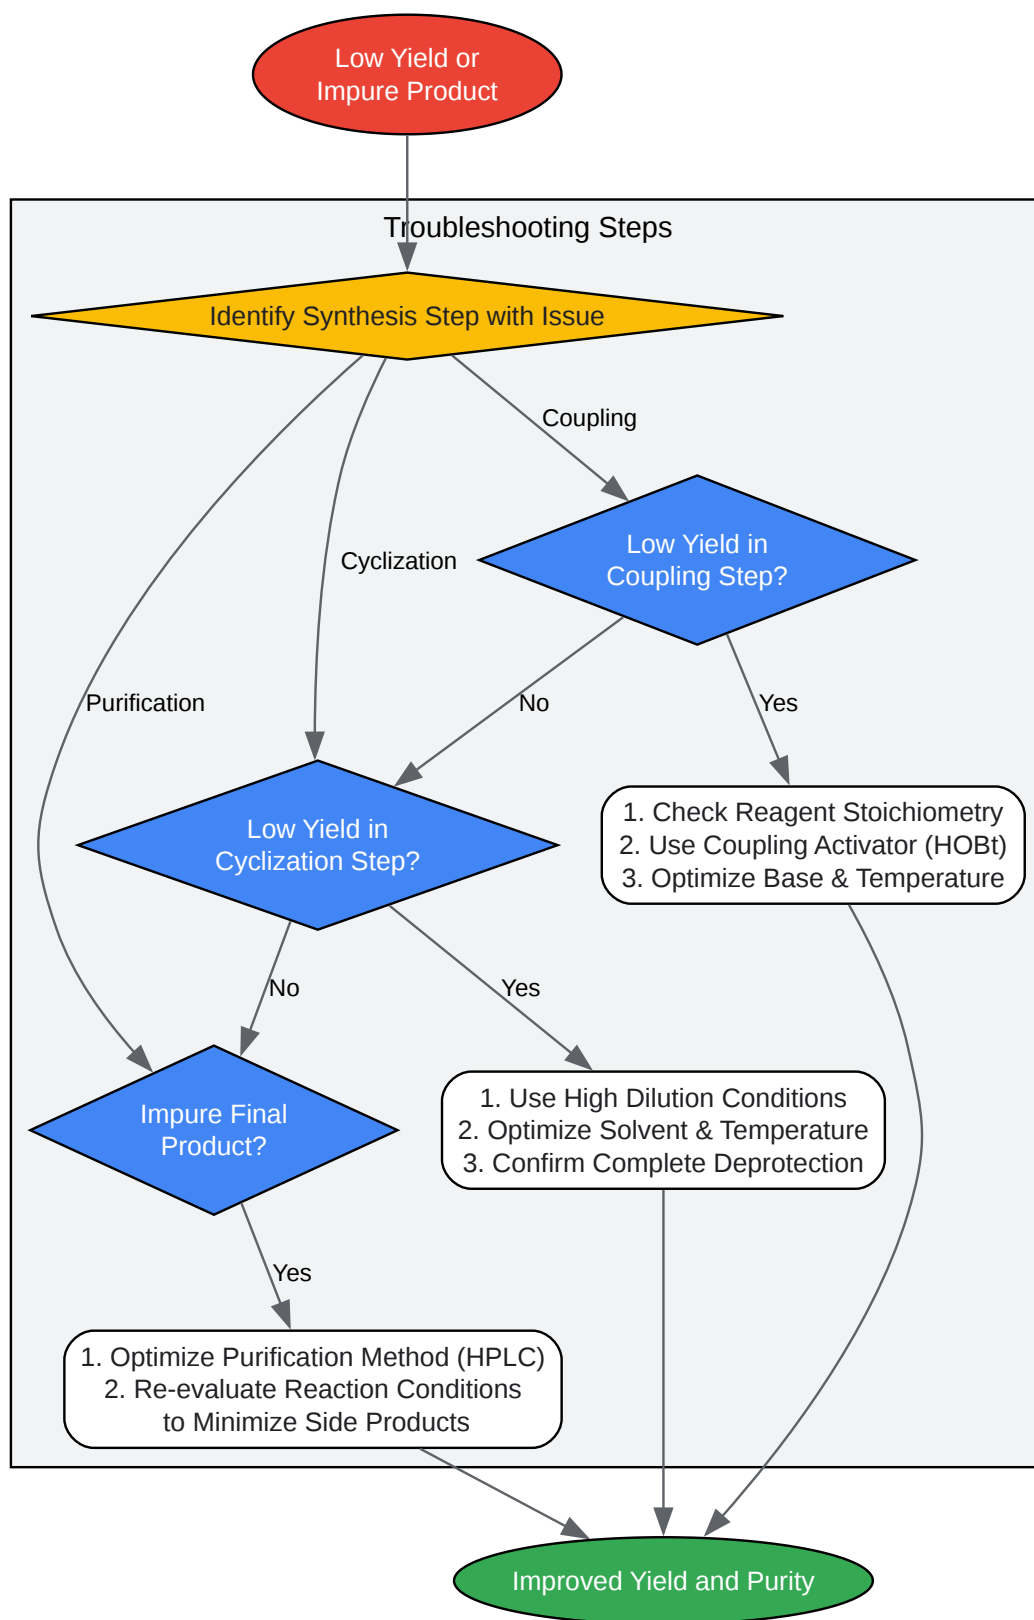 Low Yield or
Impure Product
Troubleshooting Steps
Identify Synthesis Step with Issue
Coupling
Cyclization
Low Yield in
Coupling Step?
Purification
No
Yes
Low Yield in
Cyclization Step?
1. Check Reagent Stoichiometry
2. Use Coupling Activator (HOBt)
3. Optimize Base & Temperature
No
Yes
Impure Final
Product?
1. Use High Dilution Conditions
2. Optimize Solvent & Temperature
3. Confirm Complete Deprotection
Yes
1. Optimize Purification Method (HPLC)
2. Re-evaluate Reaction Conditions
to Minimize Side Products
Improved Yield and Purity